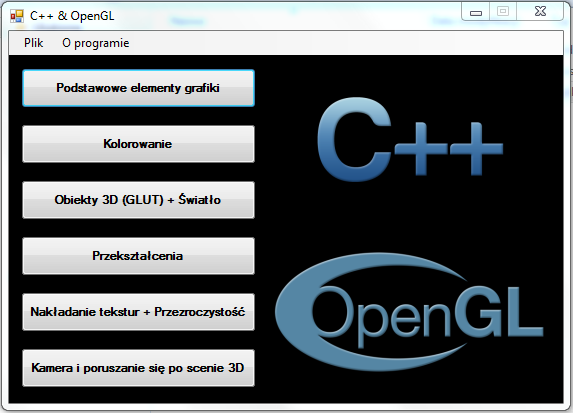 C++ & OpenGL
Plik O programie
Podstawowe elementy grafiki
Kolorowanie
Obiekty 3D (GLUT) + Światło
Przekształcenia
Nakładanie tekstur + Przezroczystość
Kamera i poruszanie się po scenie 3D
C++
OpenGL